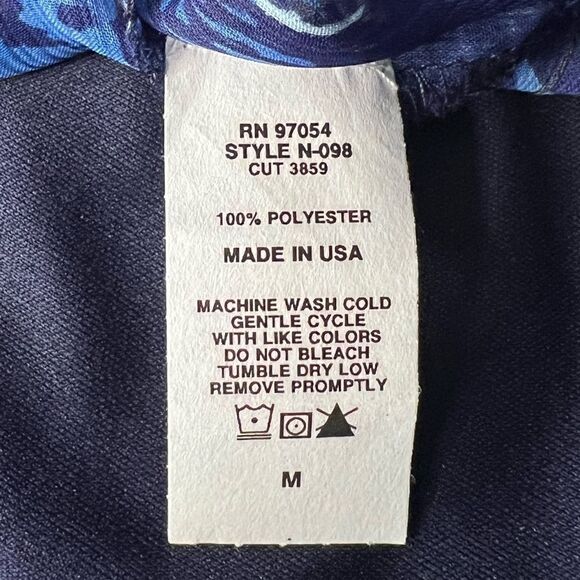 RN 97054
STYLE N-098
CUT 3859
100% POLYESTER
MADE IN USA
MACHINE WASH COLD
GENTLE CYCLE
WITH LIKE COLORS
DO NOT BLEACH
TUMBLE DRY LOW
REMOVE PROMPTLY
M